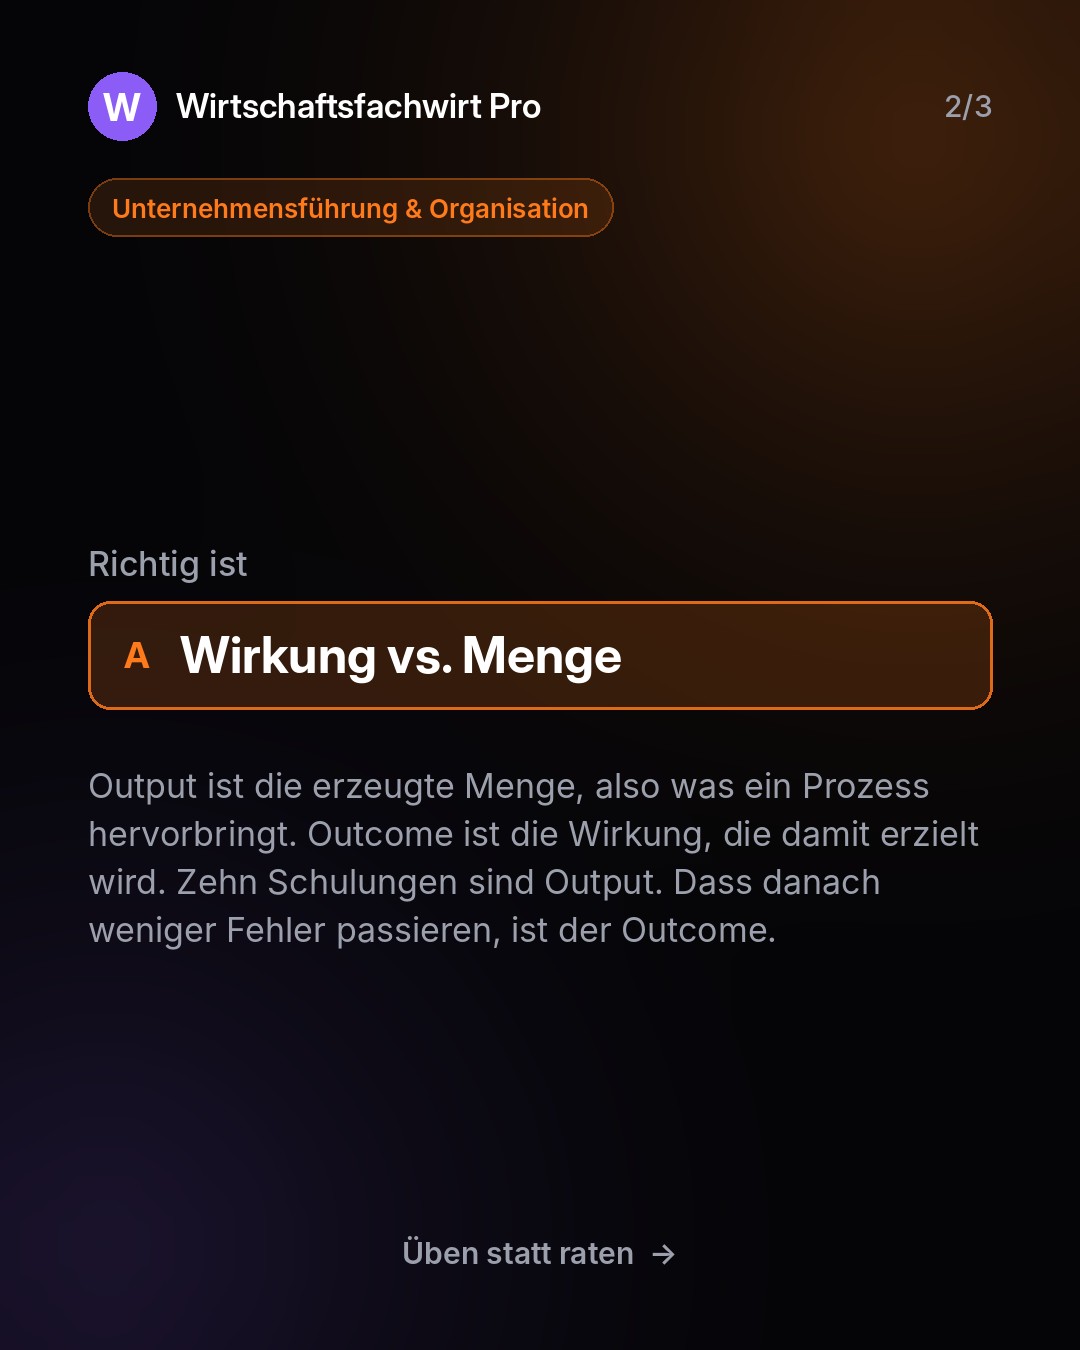 W Wirtschaftsfachwirt Pro 2/3
Unternehmensführung & Organisation
Richtig ist
A Wirkung vs. Menge
Output ist die erzeugte Menge, also was ein Prozess
hervorbringt. Outcome ist die Wirkung, die damit erzielt
wird. Zehn Schulungen sind Output. Dass danach
weniger Fehler passieren, ist der Outcome.
Üben statt raten →